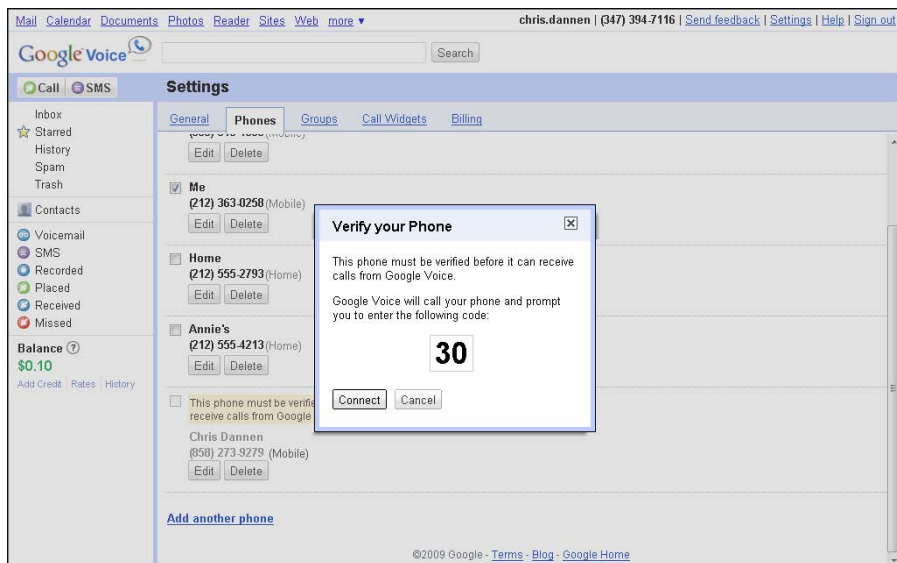 Mail Calendar Documents Photos Reader Sites Web more ▼
chris.dannen | (347) 394-7116 | Send feedback | Settings | Help | Sign out
Google Voice
Search
Call SMS
Settings
Inbox
Starred
History
Spam
Trash
Contacts
Voicemail
SMS
Recorded
Placed
Received
Missed
Balance (?)
$0.10
Add Credit | Rates | History
General Phones Groups Call Widgets Billing
Edit Delete
Me
(212) 363-0258 (Mobile)
Edit Delete
Home
(212) 555-2793 (Home)
Edit Delete
Annie's
(212) 555-4213 (Home)
Edit Delete
This phone must be verifie
receive calls from Google
Chris Dannen
(858) 273-9279 (Mobile)
Edit Delete
Add another phone
Verify your Phone
This phone must be verified before it can receive
calls from Google Voice.
Google Voice will call your phone and prompt
you to enter the following code:
30
Connect Cancel
©2009 Google - Terms - Blog - Google Home